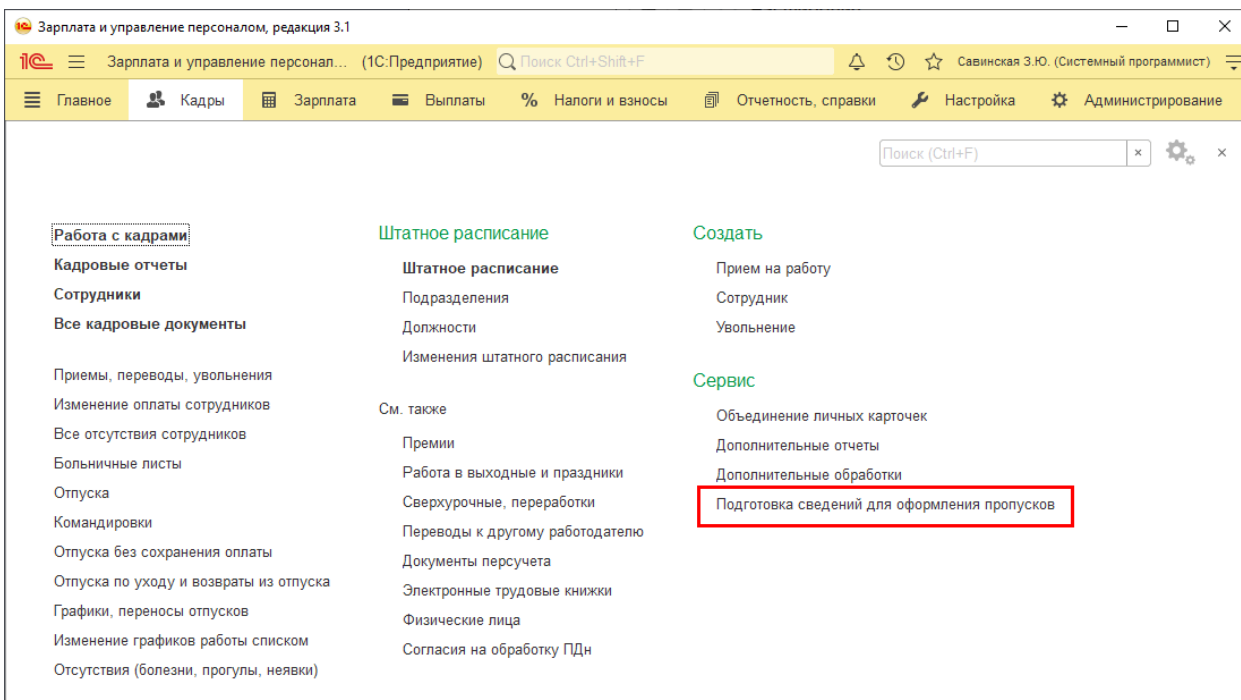 Зарплата и управление персоналом, редакция 3.1
Зарплата и управление персонал... (1С:Предприятие) Поиск Ctrl+Shift+F Савинская З.Ю. (Системный программист)
Главное Кадры Зарплата Выплаты % Налоги и взносы Отчетность, справки Настройка Администрирование
Поиск (Ctrl+F)
Работа с кадрами
Кадровые отчеты
Сотрудники
Все кадровые документы
Приемы, переводы, увольнения
Изменение оплаты сотрудников
Все отсутствия сотрудников
Больничные листы
Отпуска
Командировки
Отпуска без сохранения оплаты
Отпуска по уходу и возвраты из отпуска
Графики, переносы отпусков
Изменение графиков работы списком
Отсутствия (болезни, прогулы, неявки)
Штатное расписание
Штатное расписание
Подразделения
Должности
Изменения штатного расписания
См. также
Премии
Работа в выходные и праздники
Сверхурочные, переработки
Переводы к другому работодателю
Документы персучета
Электронные трудовые книжки
Физические лица
Согласия на обработку ПДн
Создать
Прием на работу
Сотрудник
Увольнение
Сервис
Объединение личных карточек
Дополнительные отчеты
Дополнительные обработки
Подготовка сведений для оформления пропусков